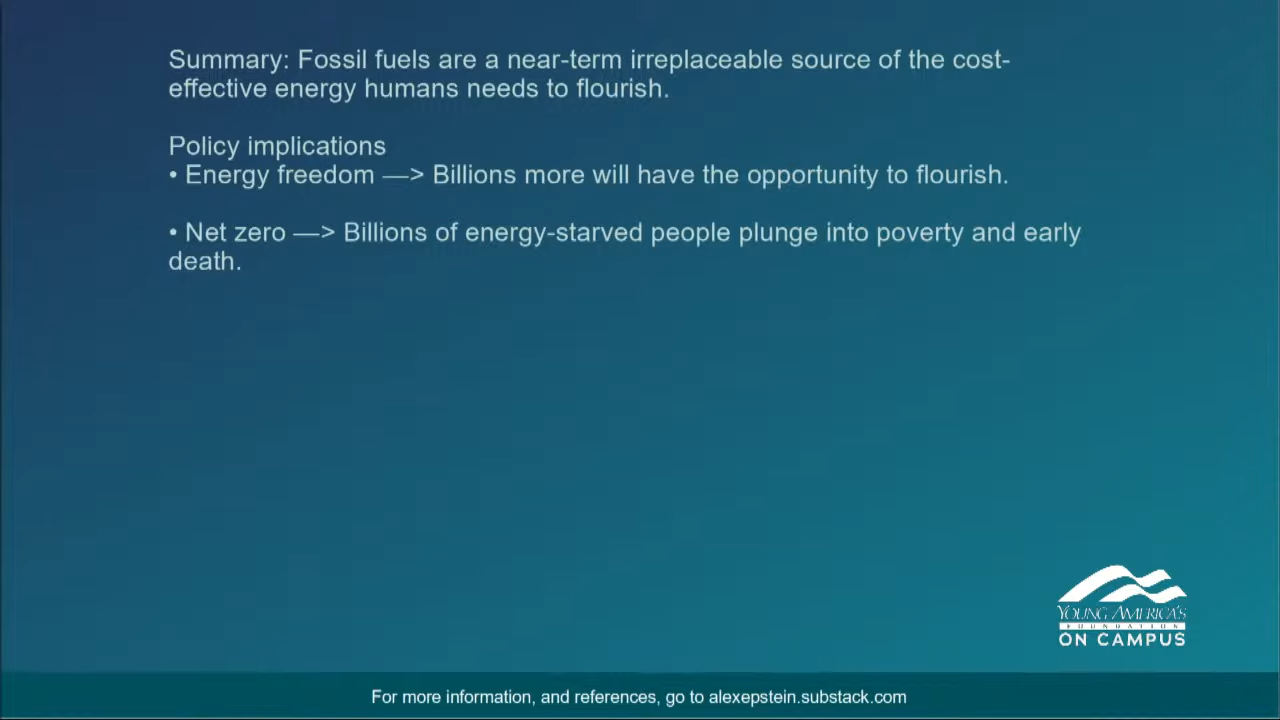 Summary: Fossil fuels are a near-term irreplaceable source of the cost-
effective energy humans needs to flourish.
Policy implications
• Energy freedom —> Billions more will have the opportunity to flourish.
• Net zero —> Billions of energy-starved people plunge into poverty and early
death.
YOUNG AMERICA'S
FOUNDATION
ON CAMPUS
For more information, and references, go to alexepstein.substack.com